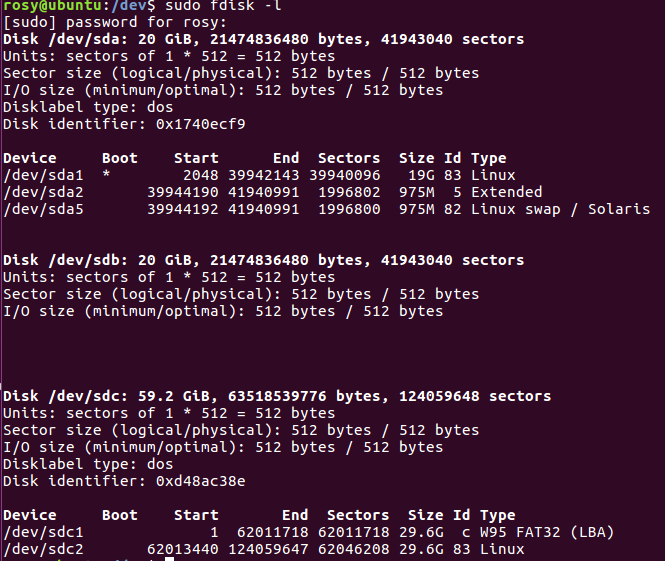 rosy@ubuntu:/dev$ sudo fdisk -l
[sudo] password for rosy:
Disk /dev/sda: 20 GiB, 21474836480 bytes, 41943040 sectors
Units: sectors of 1 * 512 = 512 bytes
Sector size (logical/physical): 512 bytes / 512 bytes
I/O size (minimum/optimal): 512 bytes / 512 bytes
Disklabel type: dos
Disk identifier: 0x1740ecf9
Device Boot Start End Sectors Size Id Type
/dev/sda1 * 2048 39942143 39940096 19G 83 Linux
/dev/sda2 39944190 41940991 1996802 975M 5 Extended
/dev/sda5 39944192 41940991 1996800 975M 82 Linux swap / Solaris
Disk /dev/sdb: 20 GiB, 21474836480 bytes, 41943040 sectors
Units: sectors of 1 * 512 = 512 bytes
Sector size (logical/physical): 512 bytes / 512 bytes
I/O size (minimum/optimal): 512 bytes / 512 bytes
Disk /dev/sdc: 59.2 GiB, 63518539776 bytes, 124059648 sectors
Units: sectors of 1 * 512 = 512 bytes
Sector size (logical/physical): 512 bytes / 512 bytes
I/O size (minimum/optimal): 512 bytes / 512 bytes
Disklabel type: dos
Disk identifier: 0xd48ac38e
Device Boot Start End Sectors Size Id Type
/dev/sdc1 1 62011718 62011718 29.6G c W95 FAT32 (LBA)
/dev/sdc2 62013440 124059647 62046208 29.6G 83 Linux